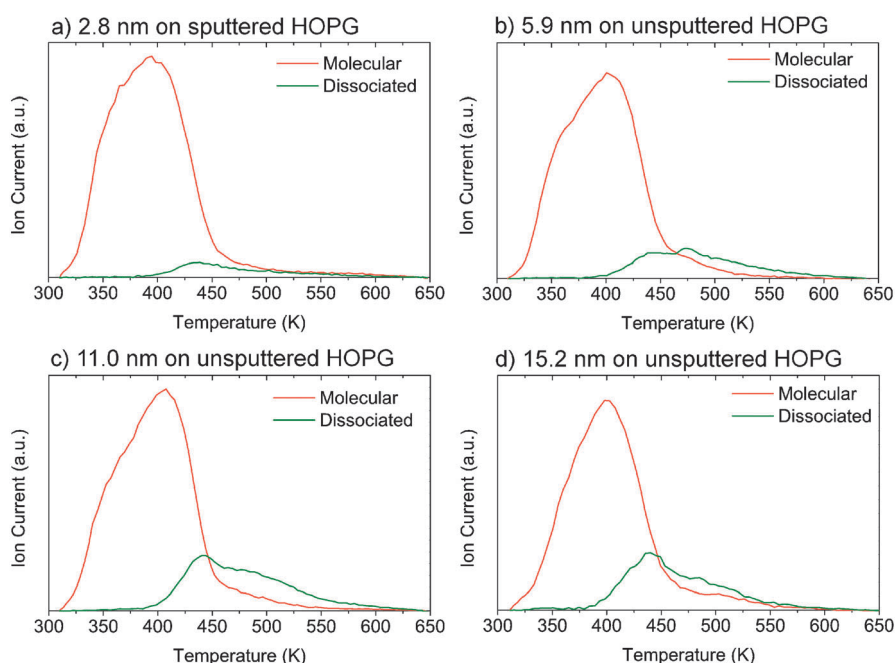 a) 2.8 nm on sputtered HOPG
Molecular
Dissociated
Ion Current (a.u.)
300 350 400 450 500 550 600 650
Temperature (K)
b) 5.9 nm on unsputtered HOPG
Molecular
Dissociated
Ion Current (a.u.)
300 350 400 450 500 550 600 650
Temperature (K)
c) 11.0 nm on unsputtered HOPG
Molecular
Dissociated
Ion Current (a.u.)
300 350 400 450 500 550 600 650
Temperature (K)
d) 15.2 nm on unsputtered HOPG
Molecular
Dissociated
Ion Current (a.u.)
300 350 400 450 500 550 600 650
Temperature (K)